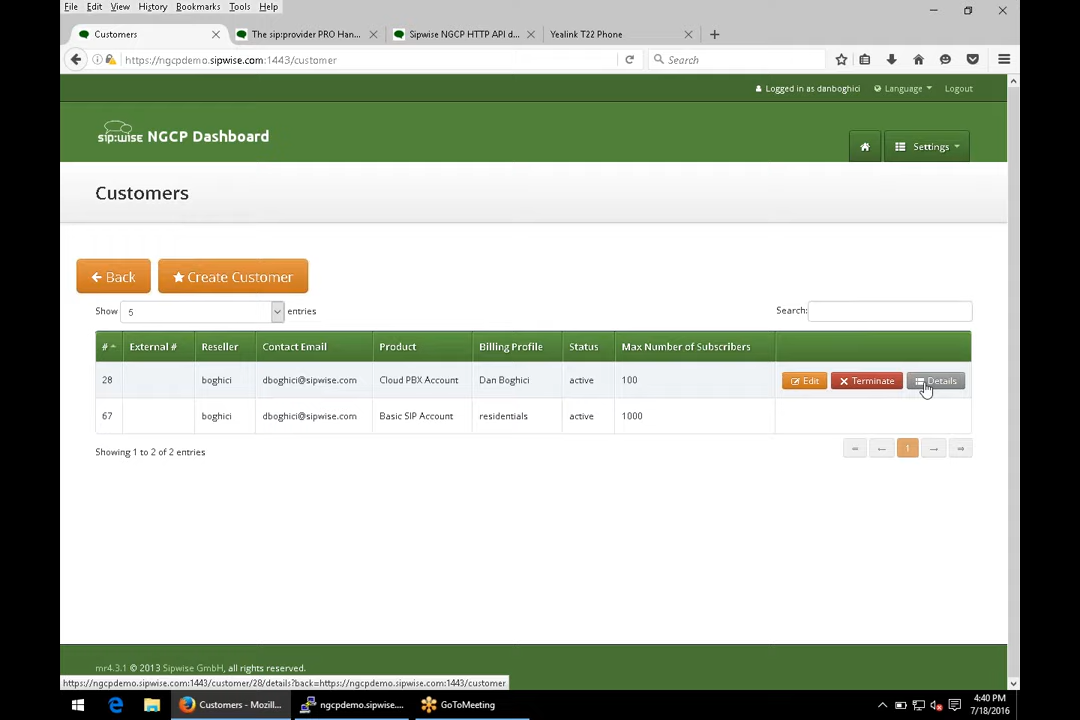 File Edit View History Bookmarks Tools Help
Customers The sip:provider PRO Han... Sipwise NGCP HTTP API d... Yealink T22 Phone
https://ngcpdemo.sipwise.com:1443/customer Search
Logged in as danboghici Language Logout
sip:wise NGCP Dashboard
Settings
Customers
Back Create Customer
Show 5 entries Search:
# External # Reseller Contact Email Product Billing Profile Status Max Number of Subscribers
28 boghici dboghici@sipwise.com Cloud PBX Account Dan Boghici active 100 Edit Terminate Details
67 boghici dboghici@sipwise.com Basic SIP Account residentials active 1000
Showing 1 to 2 of 2 entries 1
mr4.3.1 © 2013 Sipwise GmbH, all rights reserved.
https://ngcpdemo.sipwise.com:1443/customer/28/details?back=https://ngcpdemo.sipwise.com:1443/customer
Customers - Mozill... ngcpdemo.sipwise.... GoToMeeting 4:40 PM
7/18/2016